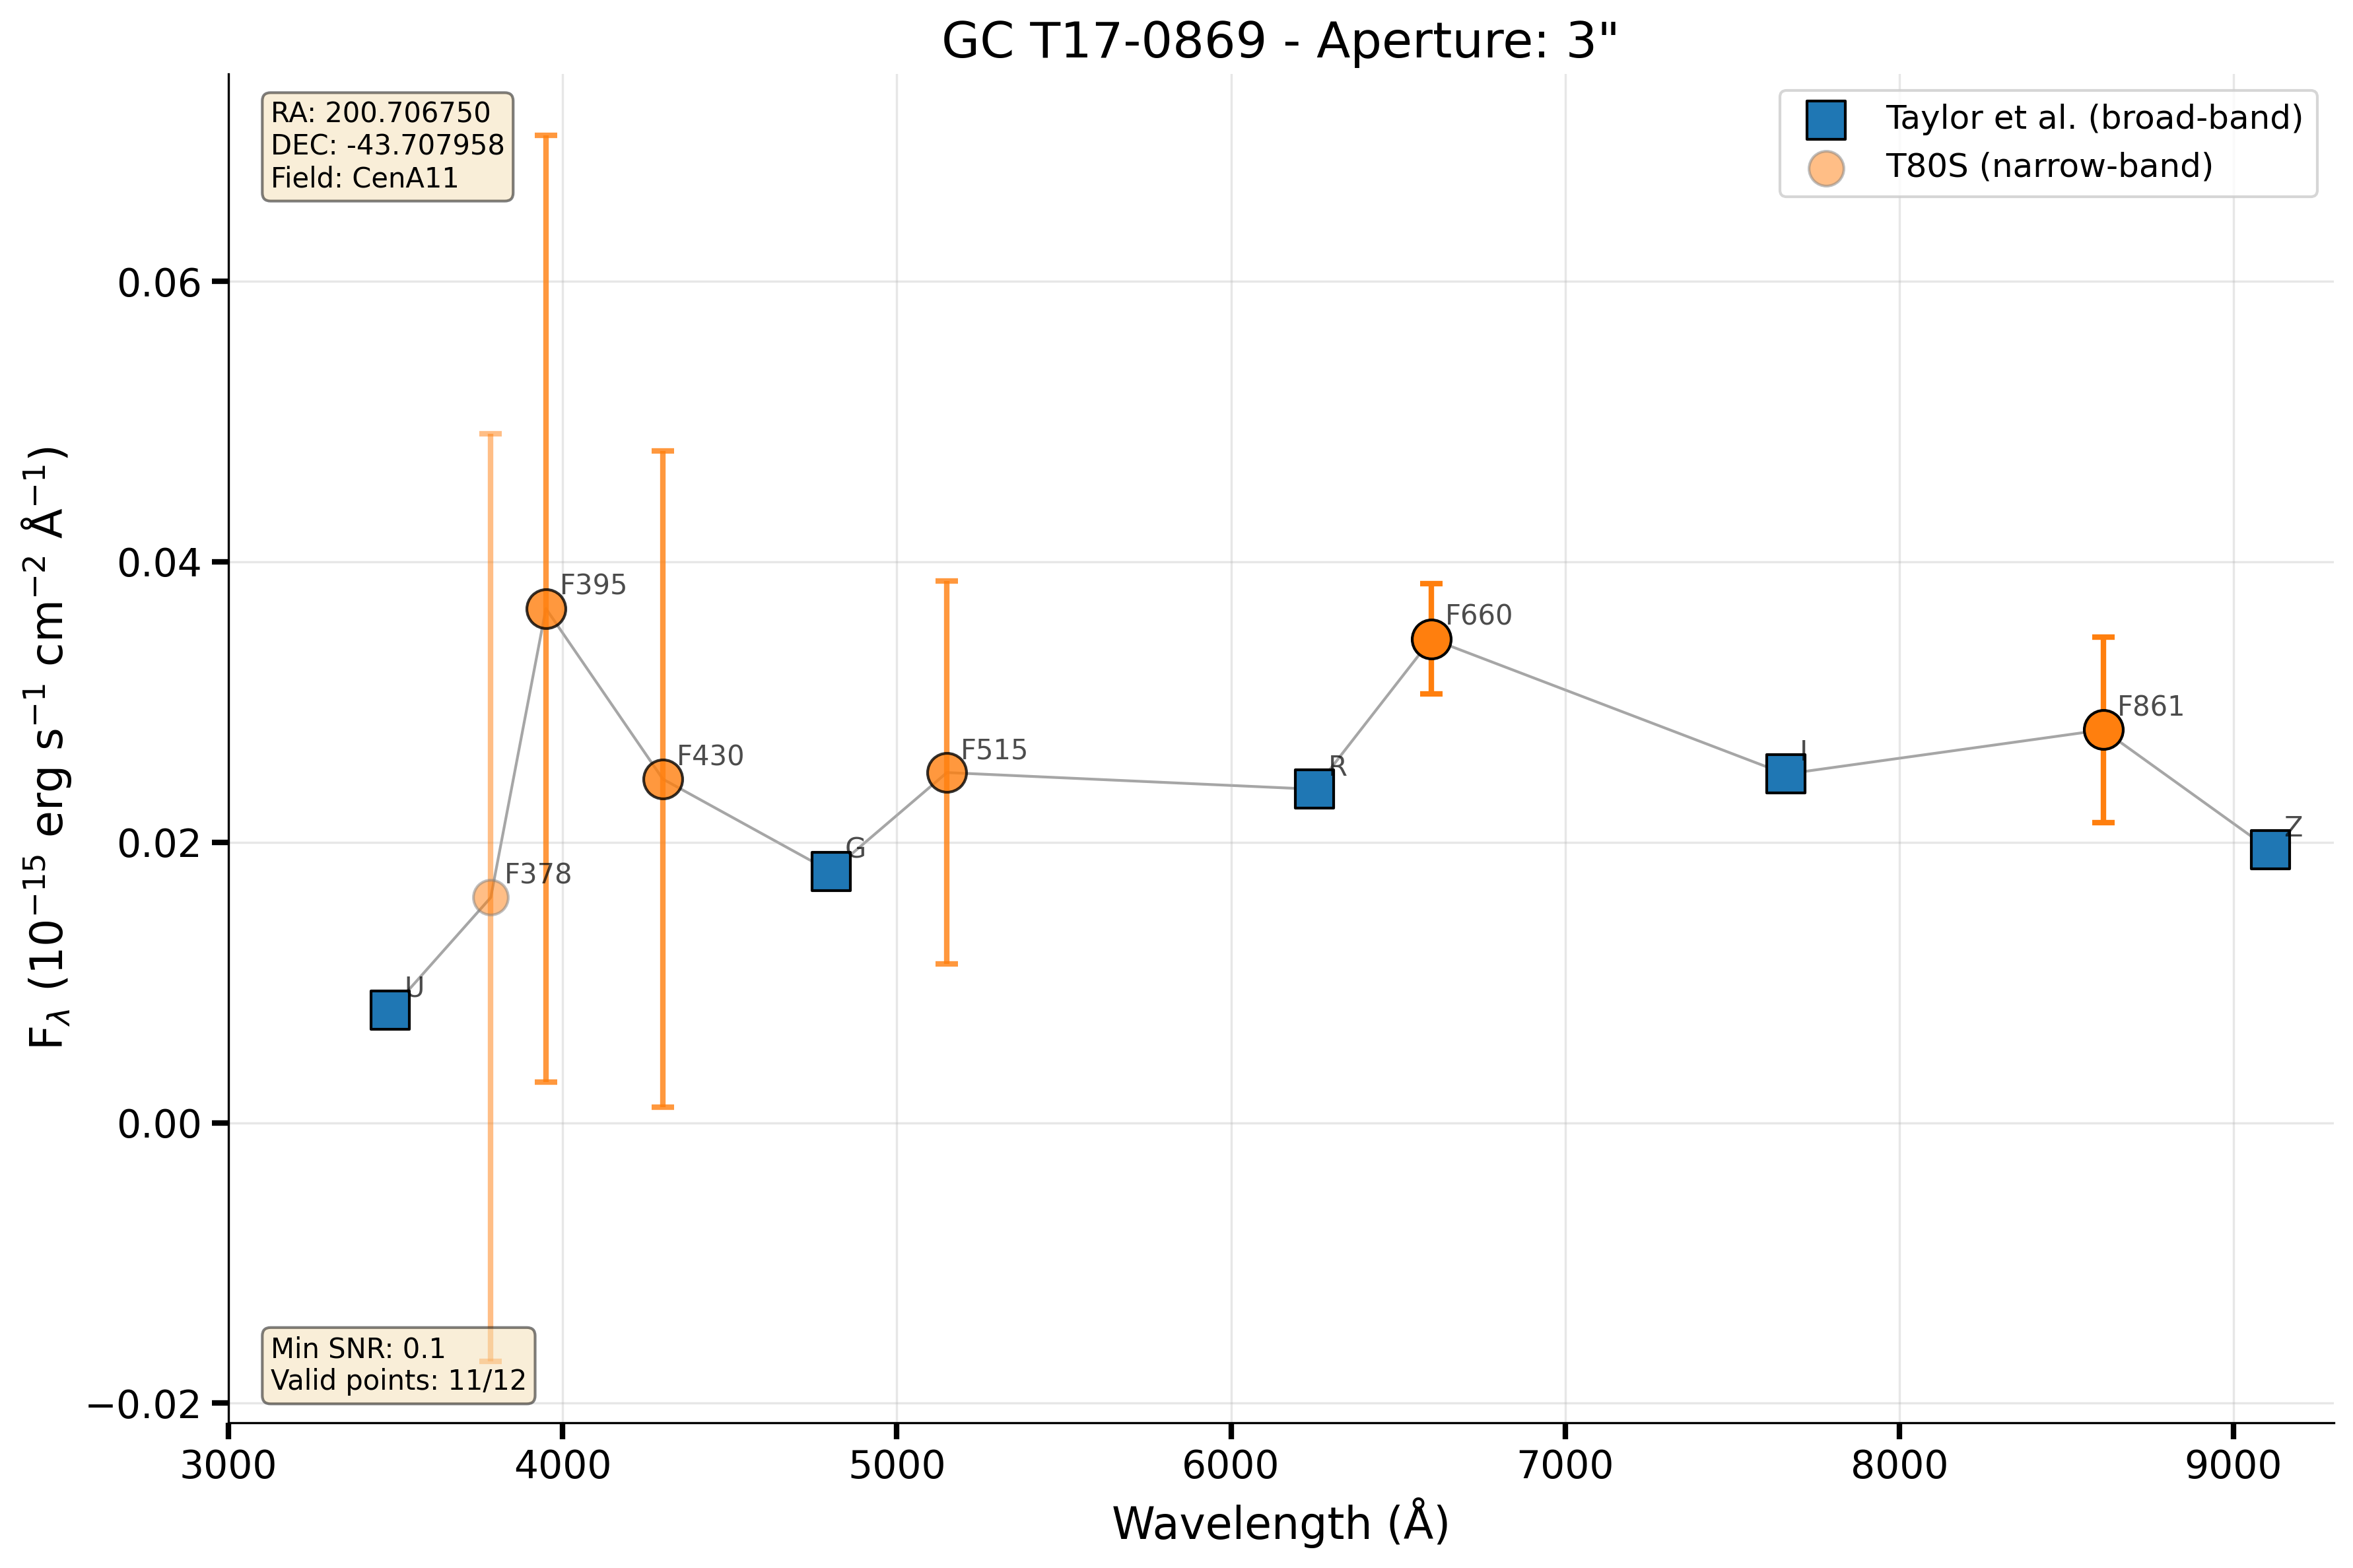 GC T17-0869 - Aperture: 3"
RA: 200.706750
DEC: -43.707958
Field: CenA11
Taylor et al. (broad-band)
T80S (narrow-band)
F_λ (10⁻¹⁵ erg s⁻¹ cm⁻² Å⁻¹)
0.06
0.04
0.02
0.00
−0.02
U
F378
F395
F430
G
F515
R
F660
I
F861
Z
Min SNR: 0.1
Valid points: 11/12
3000 4000 5000 6000 7000 8000 9000
Wavelength (Å)